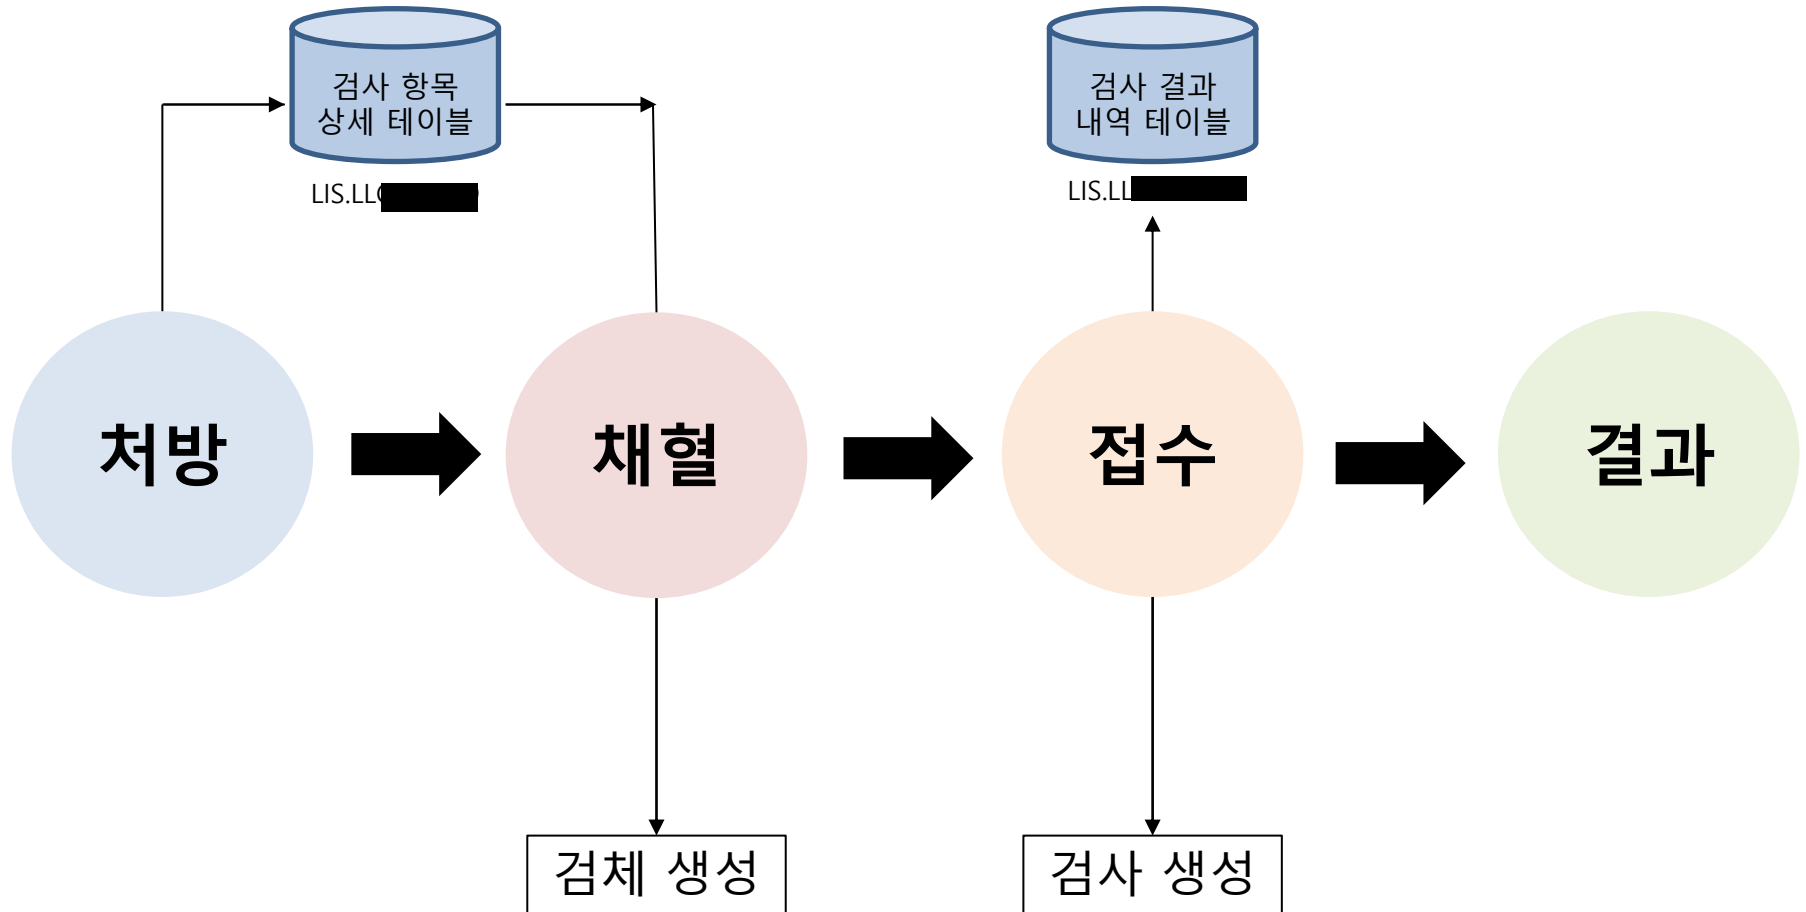 검사 항목
상세 테이블
검사 결과
내역 테이블
LIS.LL
LIS.LL
처방
채혈
접수
결과
검체 생성
검사 생성